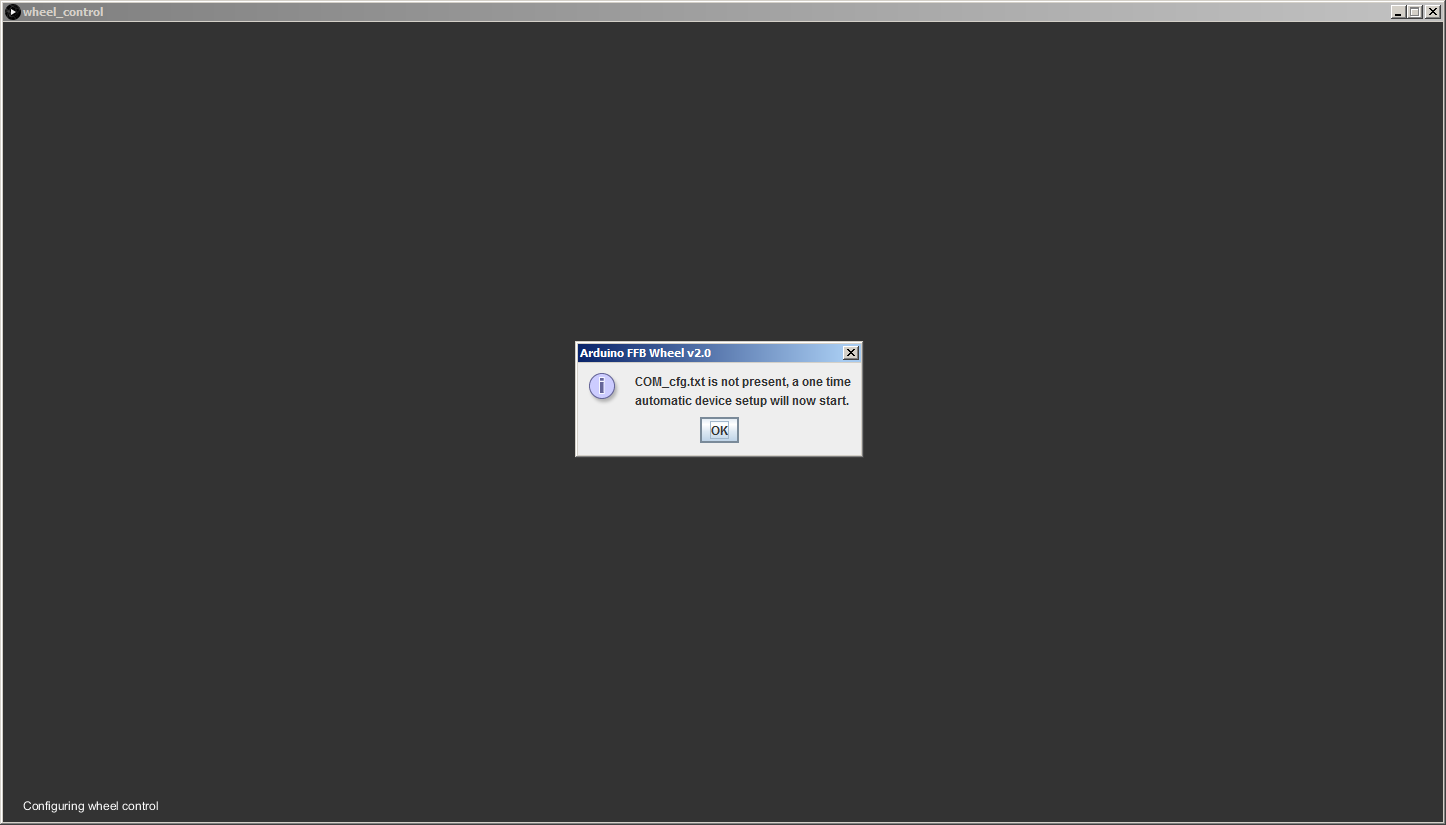 wheel_control
Arduino FFB Wheel v2.0
COM_cfg.txt is not present, a one time
automatic device setup will now start.
OK
Configuring wheel control